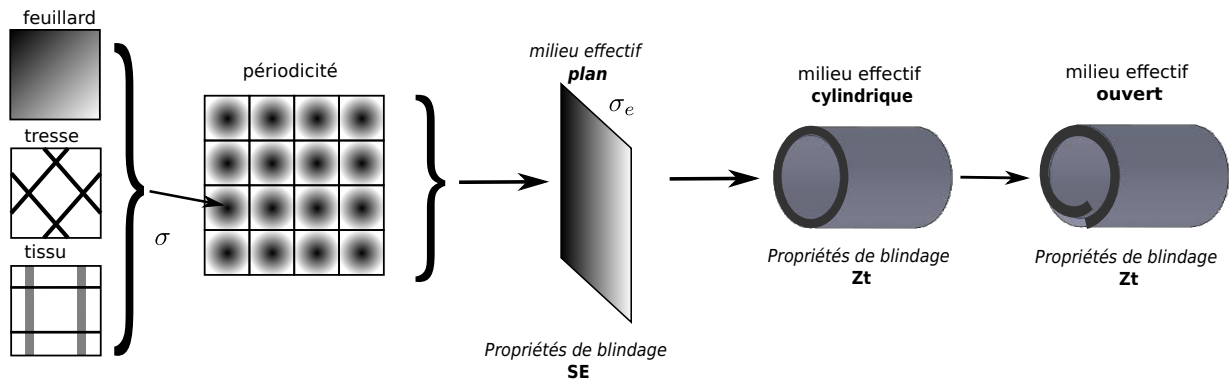 feuillard
tresse
tissu
σ
périodicité
milieu effectif
plan
σₑ
Propriétés de blindage
SE
milieu effectif
cylindrique
Propriétés de blindage
Zt
milieu effectif
ouvert
Propriétés de blindage
Zt